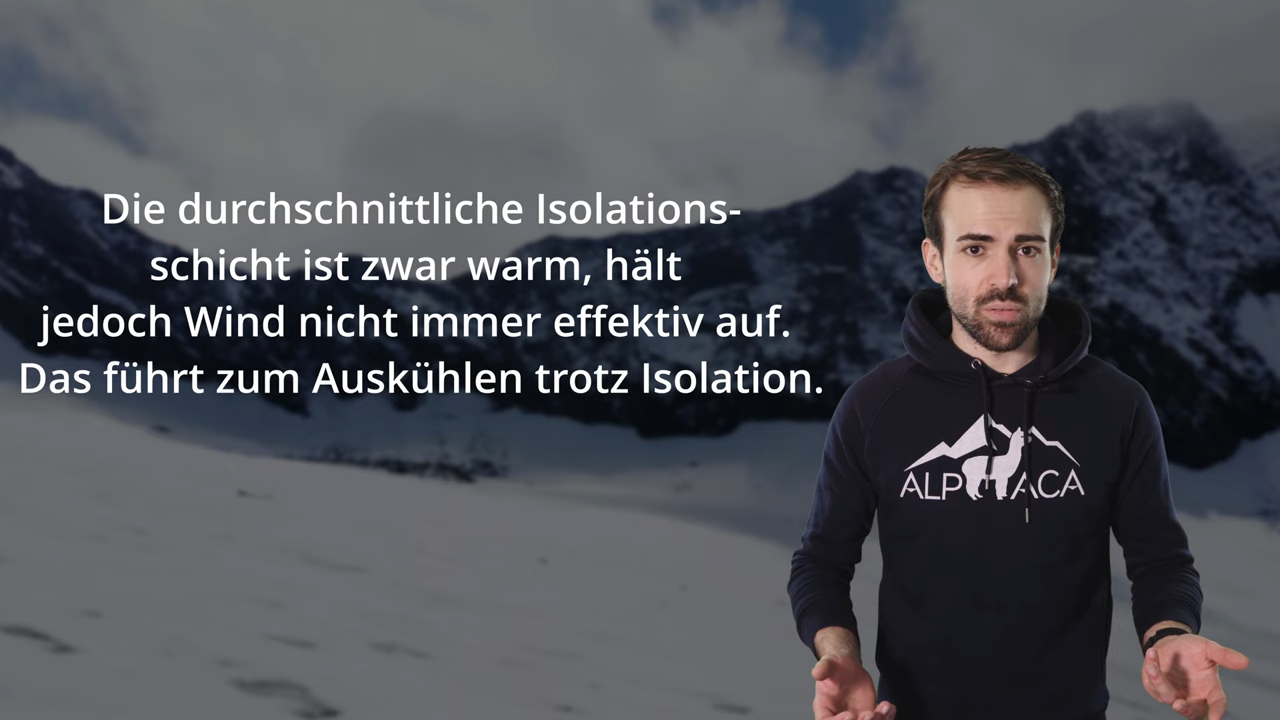 Die durchschnittliche Isolations-
schicht ist zwar warm, hält
jedoch Wind nicht immer effektiv auf.
Das führt zum Auskühlen trotz Isolation.
ALPACA